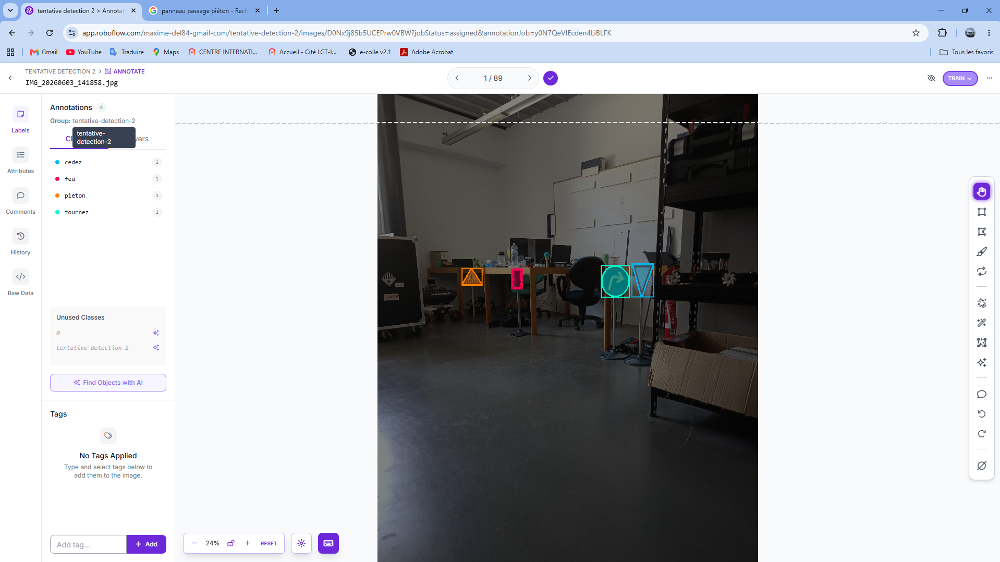 tentative detection 2 > Annotat
panneau passage piéton - Rech
app.roboflow.com/maxime-del84-gmail-com/tentative-detection-2/images/D0Nx9j85b5UCEPrw0VBW?jobStatus=assigned&annotationJob=y0N7QeVIEcden4LiBLFK
Gmail
YouTube
Traduire
Maps
CENTRE INTERNATI...
Accueil - Cité LGT-I...
e-colle v2.1
Adobe Acrobat
Tous les favoris
TENTATIVE DETECTION 2 > ANNOTATE
IMG_20260603_141858.jpg
1 / 89
TRAIN
Labels
Attributes
Comments
History
Raw Data
Annotations 4
Group: tentative-detection-2
tentative-
detection-2
Cl
yers
cedez 1
feu 1
pieton 1
tournez 1
FRAGILE
Unused Classes
0
tentative-detection-2
Find Objects with AI
Tags
No Tags Applied
Type and select tags below to
add them to the image.
Add tag...
+ Add
24%
RESET